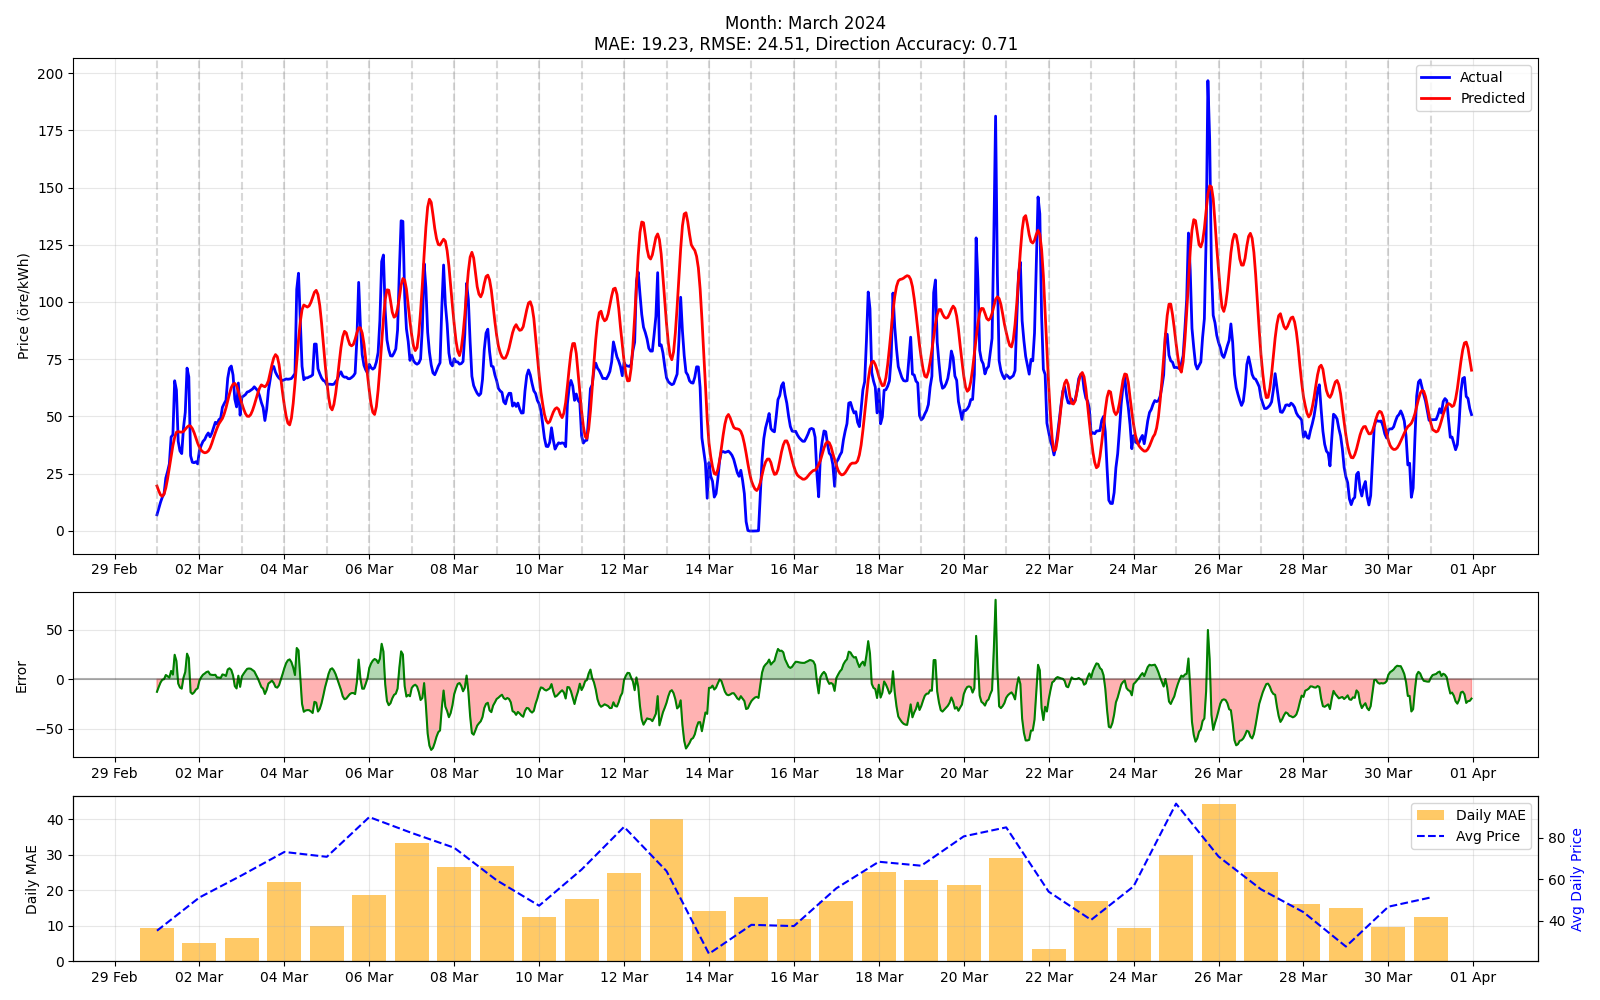 Month: March 2024
MAE: 19.23, RMSE: 24.51, Direction Accuracy: 0.71
Price (öre/kWh)
200
175
150
125
100
75
50
25
0
Actual
Predicted
29 Feb 02 Mar 04 Mar 06 Mar 08 Mar 10 Mar 12 Mar 14 Mar 16 Mar 18 Mar 20 Mar 22 Mar 24 Mar 26 Mar 28 Mar 30 Mar 01 Apr
Error
50
0
−50
29 Feb 02 Mar 04 Mar 06 Mar 08 Mar 10 Mar 12 Mar 14 Mar 16 Mar 18 Mar 20 Mar 22 Mar 24 Mar 26 Mar 28 Mar 30 Mar 01 Apr
Daily MAE
40
30
20
10
0
Daily MAE
Avg Price
80
60
40
Avg Daily Price
29 Feb 02 Mar 04 Mar 06 Mar 08 Mar 10 Mar 12 Mar 14 Mar 16 Mar 18 Mar 20 Mar 22 Mar 24 Mar 26 Mar 28 Mar 30 Mar 01 Apr